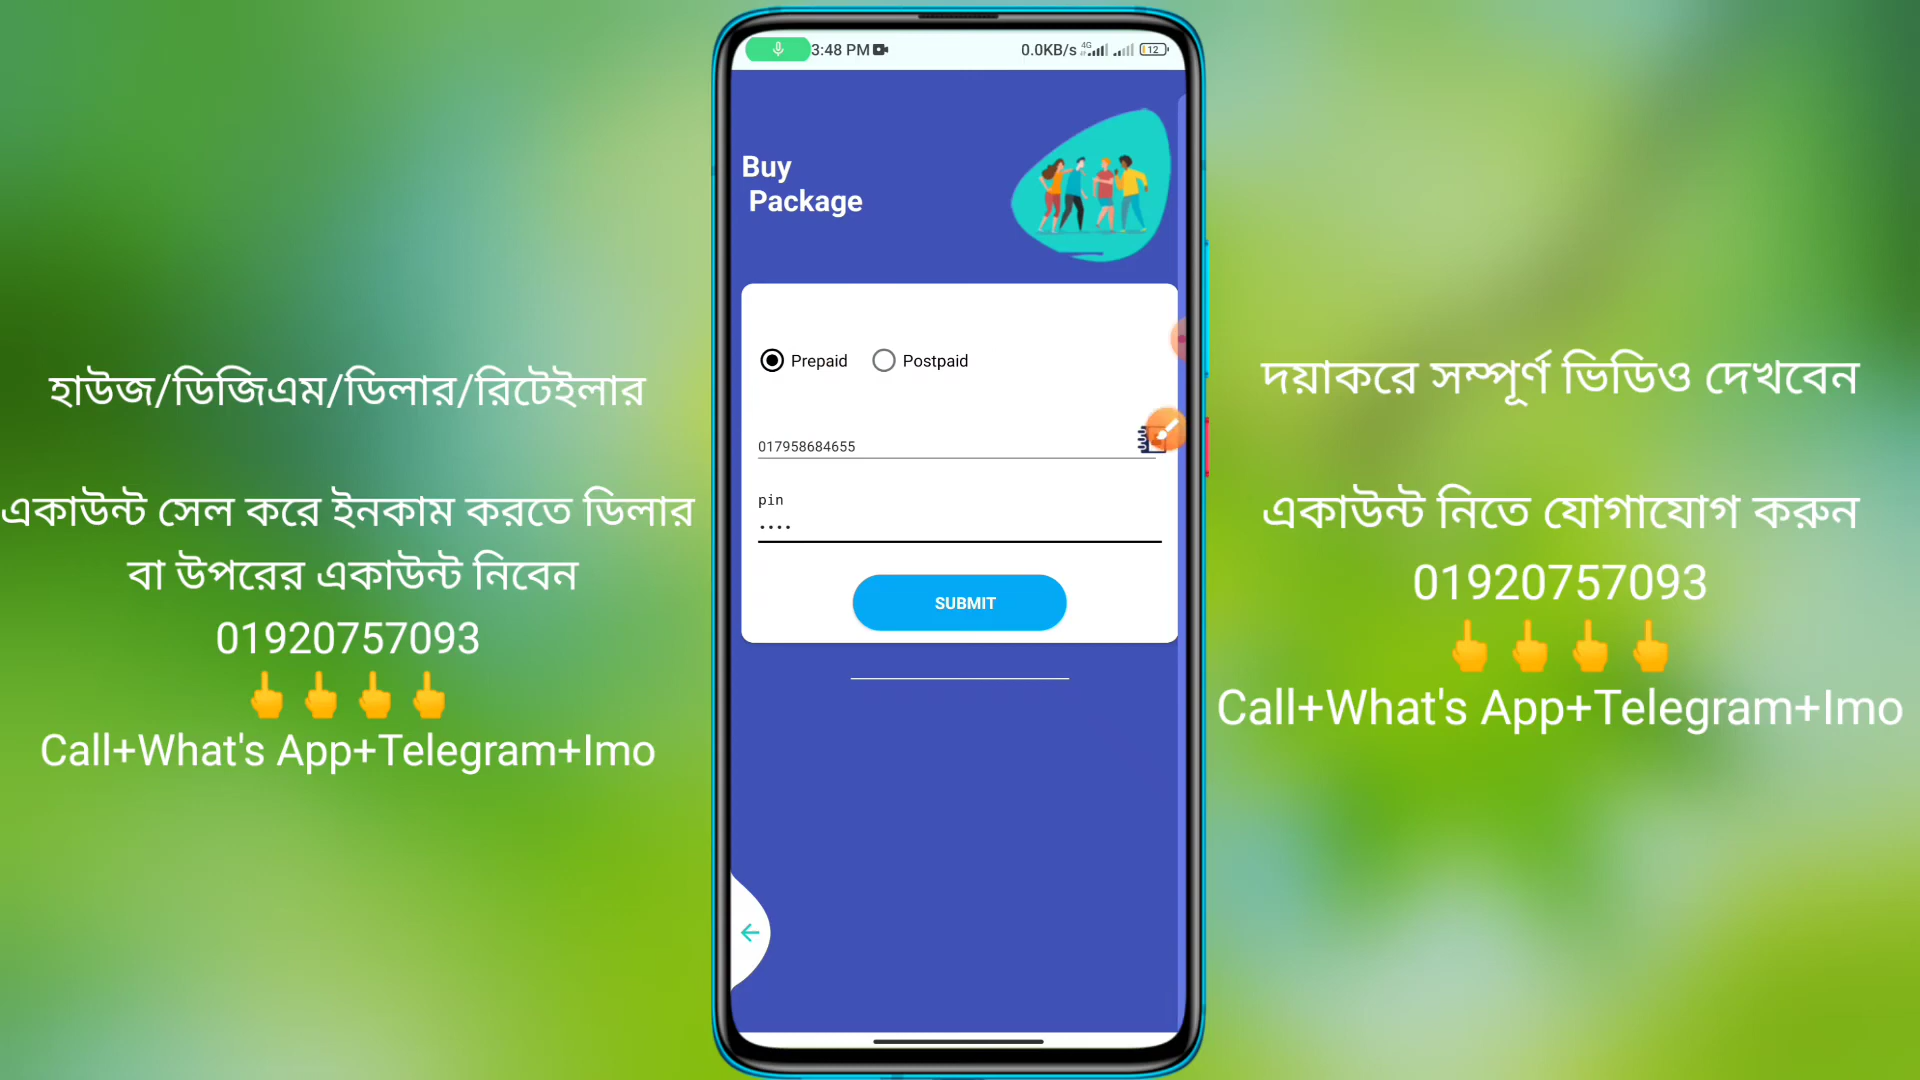 হাউজ/ডিজিএম/ডিলার/রিটেইলার
একাউন্ট সেল করে ইনকাম করতে ডিলার
বা উপরের একাউন্ট নিবেন
01920757093
👆👆👆👆
Call+What's App+Telegram+Imo
3:48 PM
0.0KB/s 4G 12
Buy
Package
Prepaid Postpaid
017958684655
pin
••••
SUBMIT
দয়াকরে সম্পূর্ণ ভিডিও দেখবেন
একাউন্ট নিতে যোগাযোগ করুন
01920757093
👆👆👆👆
Call+What's App+Telegram+Imo